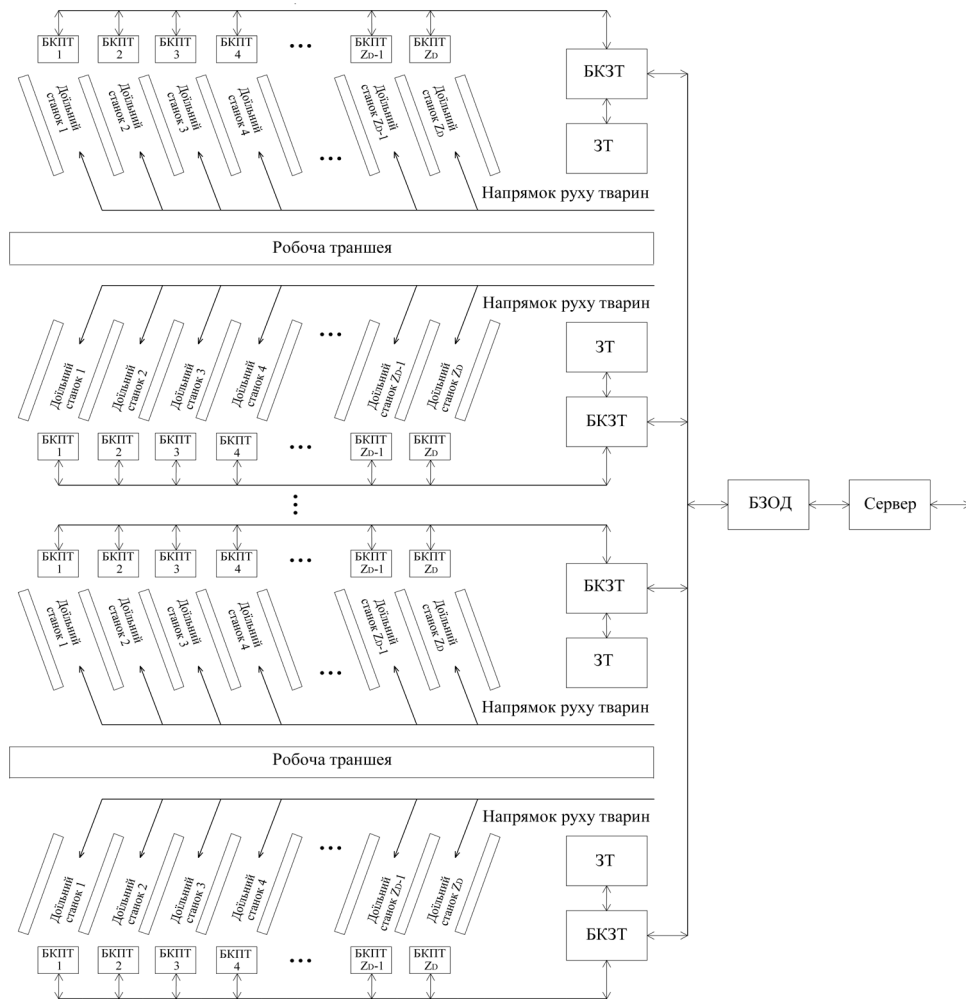 БКПТ
1
БКПТ
2
БКПТ
3
БКПТ
4
...
БКПТ
ZD-1
БКПТ
ZD
БКЗТ
ЗТ
Доїльний
станок 1
Доїльний
станок 2
Доїльний
станок 3
Доїльний
станок 4
...
Доїльний
станок ZD-1
Доїльний
станок ZD
Напрямок руху тварин
Робоча траншея
Напрямок руху тварин
...
ЗТ
Доїльний
станок 1
Доїльний
станок 2
Доїльний
станок 3
Доїльний
станок 4
Доїльний
станок ZD-1
Доїльний
станок ZD
БКЗТ
БКПТ
1
БКПТ
2
БКПТ
3
БКПТ
4
...
БКПТ
ZD-1
БКПТ
ZD
БЗОД
Сервер
...
БКПТ
1
БКПТ
2
БКПТ
3
БКПТ
4
...
БКПТ
ZD-1
БКПТ
ZD
БКЗТ
ЗТ
Доїльний
станок 1
Доїльний
станок 2
Доїльний
станок 3
Доїльний
станок 4
...
Доїльний
станок ZD-1
Доїльний
станок ZD
Напрямок руху тварин
Робоча траншея
Напрямок руху тварин
...
ЗТ
Доїльний
станок 1
Доїльний
станок 2
Доїльний
станок 3
Доїльний
станок 4
Доїльний
станок ZD-1
Доїльний
станок ZD
БКЗТ
БКПТ
1
БКПТ
2
БКПТ
3
БКПТ
4
...
БКПТ
ZD-1
БКПТ
ZD